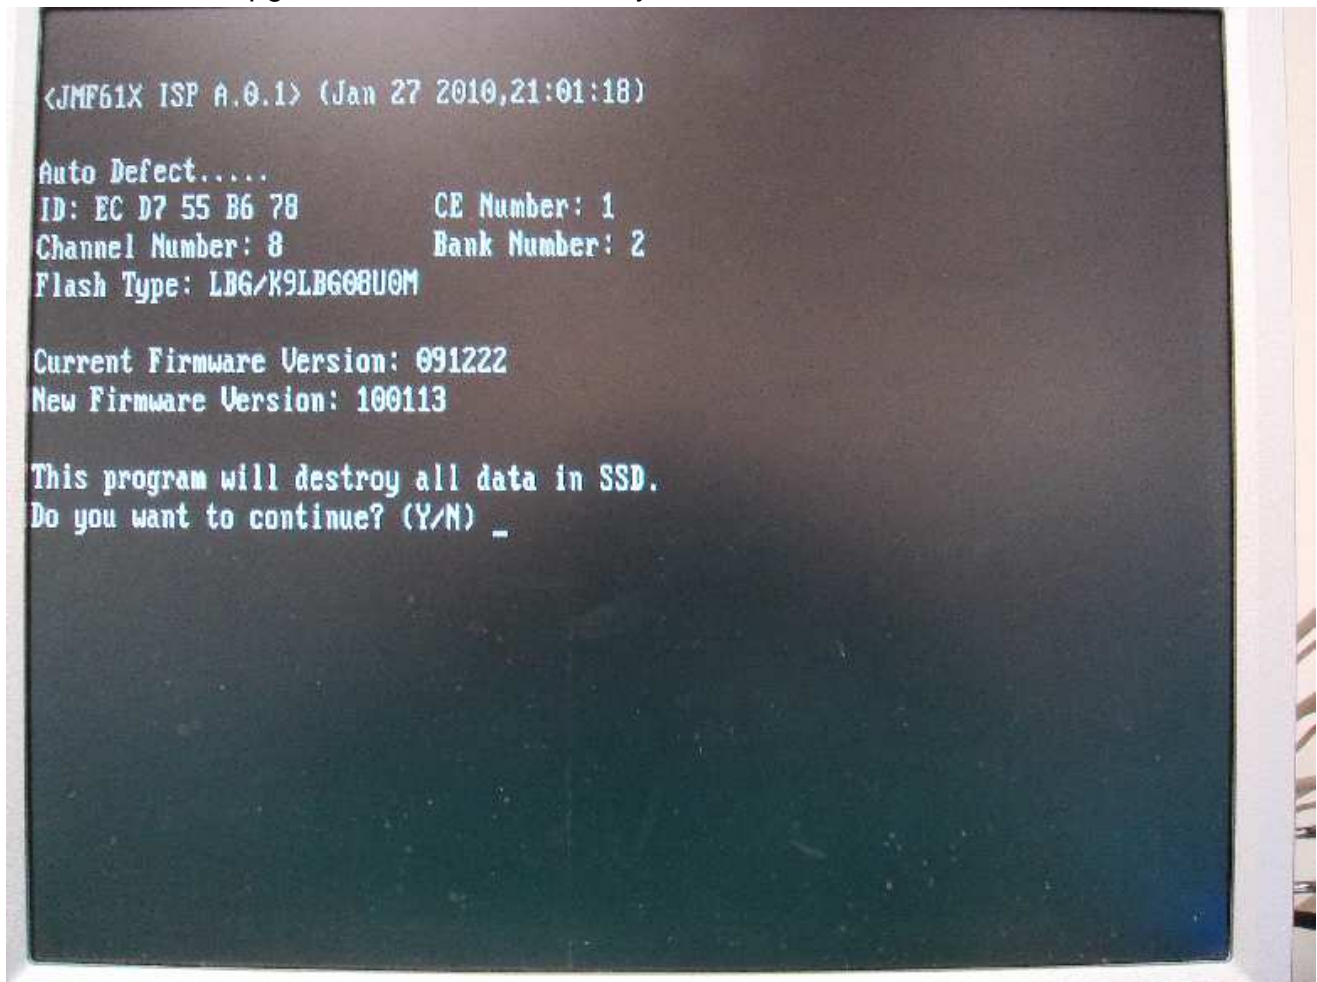 <JMF61X ISP A.0.1> (Jan 27 2010,21:01:18)
Auto Defect.....
ID: EC D7 55 B6 78 CE Number: 1
Channel Number: 8 Bank Number: 2
Flash Type: LBG/K9LBG08U0M
Current Firmware Version: 091222
New Firmware Version: 100113
This program will destroy all data in SSD.
Do you want to continue? (Y/N) _